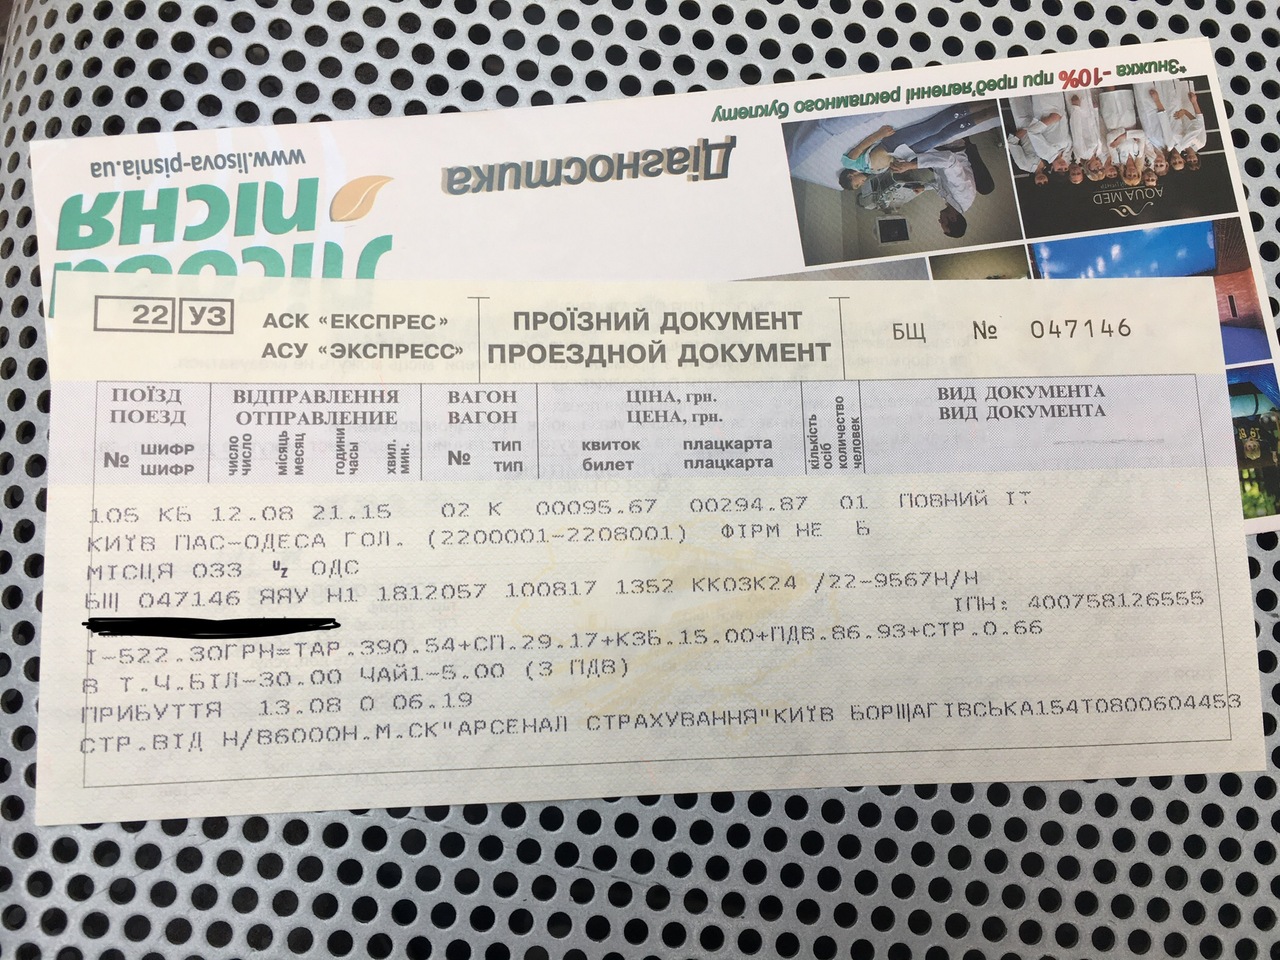 *Знижка -10% при пред'явленні рекламного буклету
Діагностика
www.lisova-pisnia.ua
ПІСНЯ
AQUA MED
22 УЗ АСК «ЕКСПРЕС» ПРОЇЗНИЙ ДОКУМЕНТ БЩ № 047146
АСУ «ЭКСПРЕСС» ПРОЕЗДНОЙ ДОКУМЕНТ
ПОЇЗД ВІДПРАВЛЕННЯ ВАГОН ЦІНА, грн. ВИД ДОКУМЕНТА
ПОЕЗД ОТПРАВЛЕНИЕ ВАГОН ЦЕНА, грн. ВИД ДОКУМЕНТА
№ ШИФР число місяць години хвил. № ТИП квиток плацкарта кількість осіб
ШИФР число месяц часы мин. ТИП билет плацкарта количество человек
105 КБ 12.08 21.15 02 К 00095.67 00294.87 01 ПОВНИЙ ІТ
КИЇВ ПАС-ОДЕСА ГОЛ. (2200001-2208001) ФІРМ НЕ Б
МІСЦЯ 033 UZ ОДС
БЩ 047146 ЯЯУ Н1 1812057 100817 1352 ККОЗК24 /22-9567Н/Н
ІПН: 400758126555
І-522.30ГРН=ТАР.390.54+СП.29.17+КЗБ.15.00+ПДВ.86.93+СТР.0.66
В Т.Ч.БІЛ-30.00 ЧАЙ1-5.00 (З ПДВ)
ПРИБУТТЯ 13.08 О 06.19
СТР.ВІД Н/В6000Н.М.СК"АРСЕНАЛ СТРАХУВАННЯ"КИЇВ БОРЩАГІВСЬКА154Т0800604453